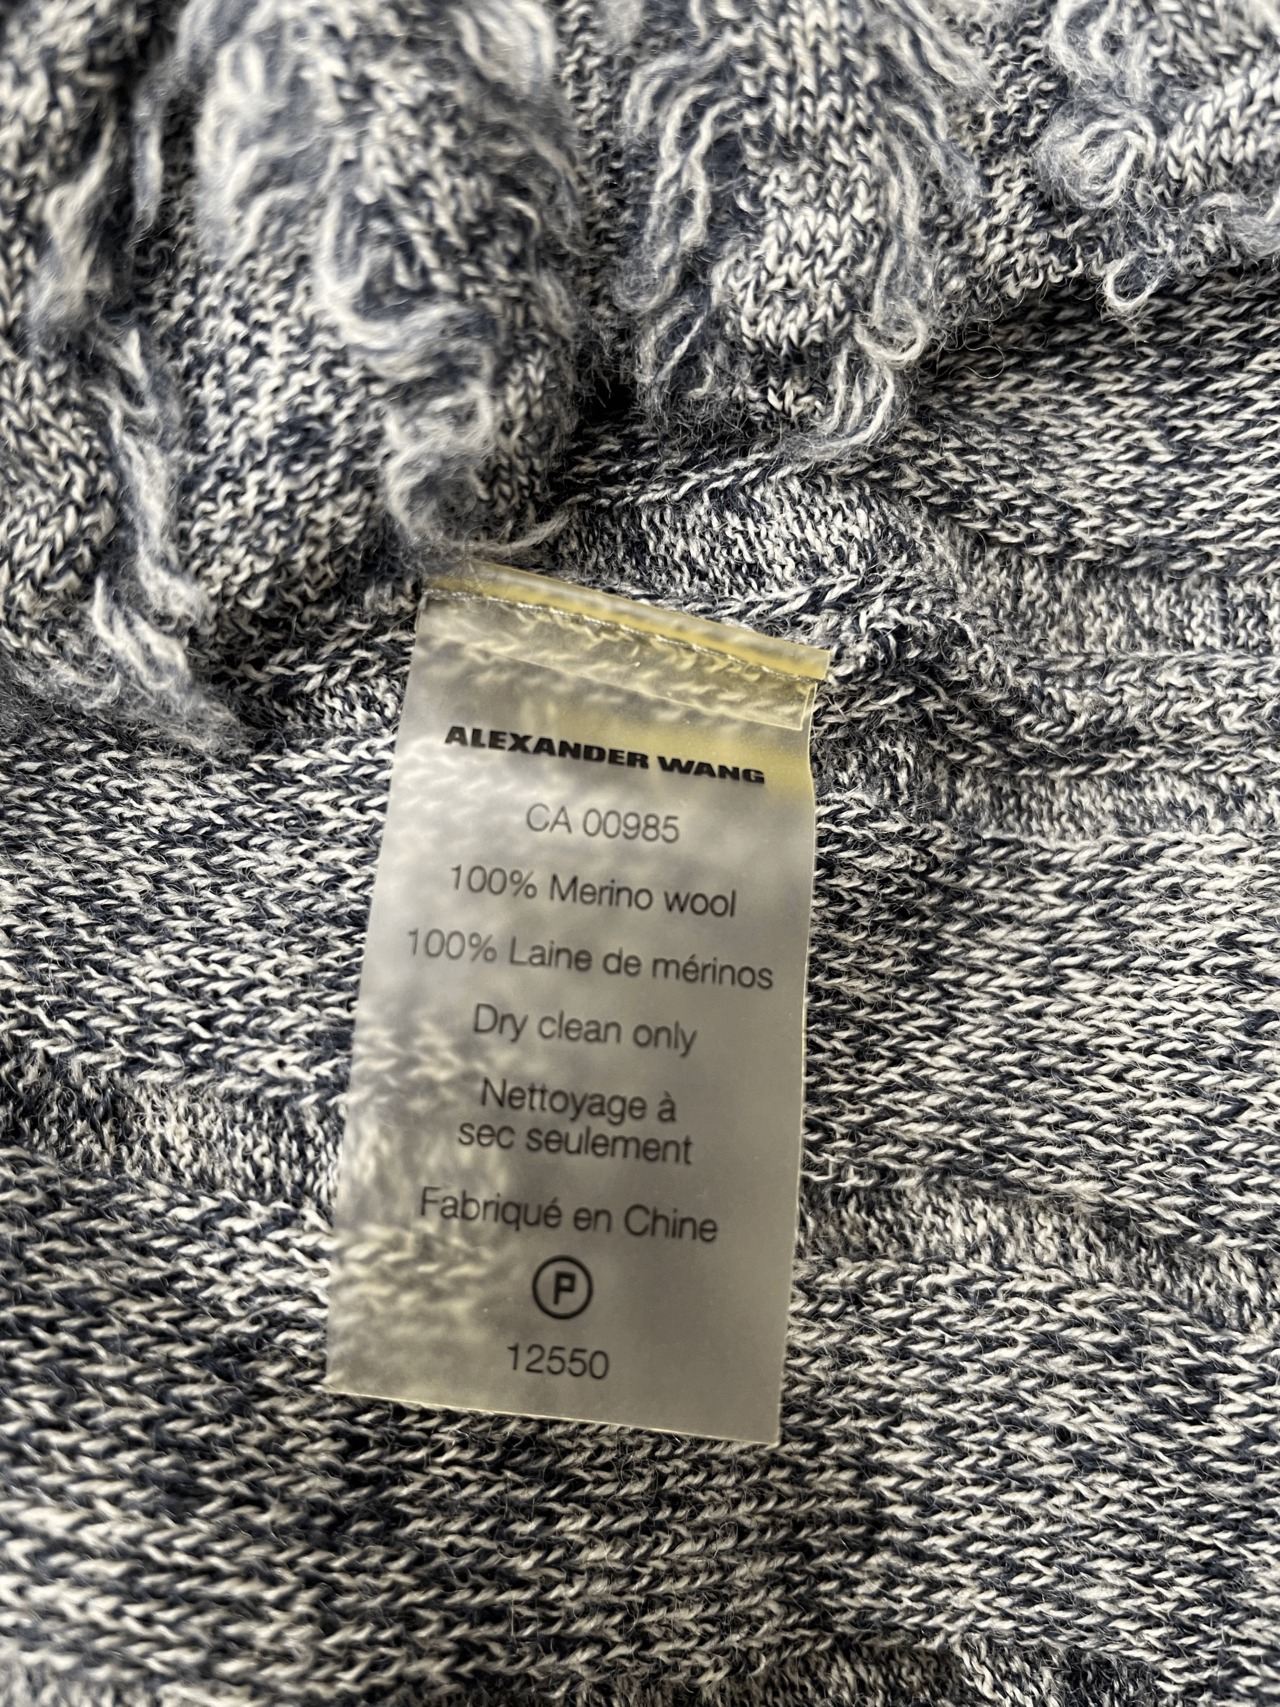 ALEXANDER WANG
CA 00985
100% Merino wool
100% Laine de mérinos
Dry clean only
Nettoyage à
sec seulement
Fabriqué en Chine
P
12550